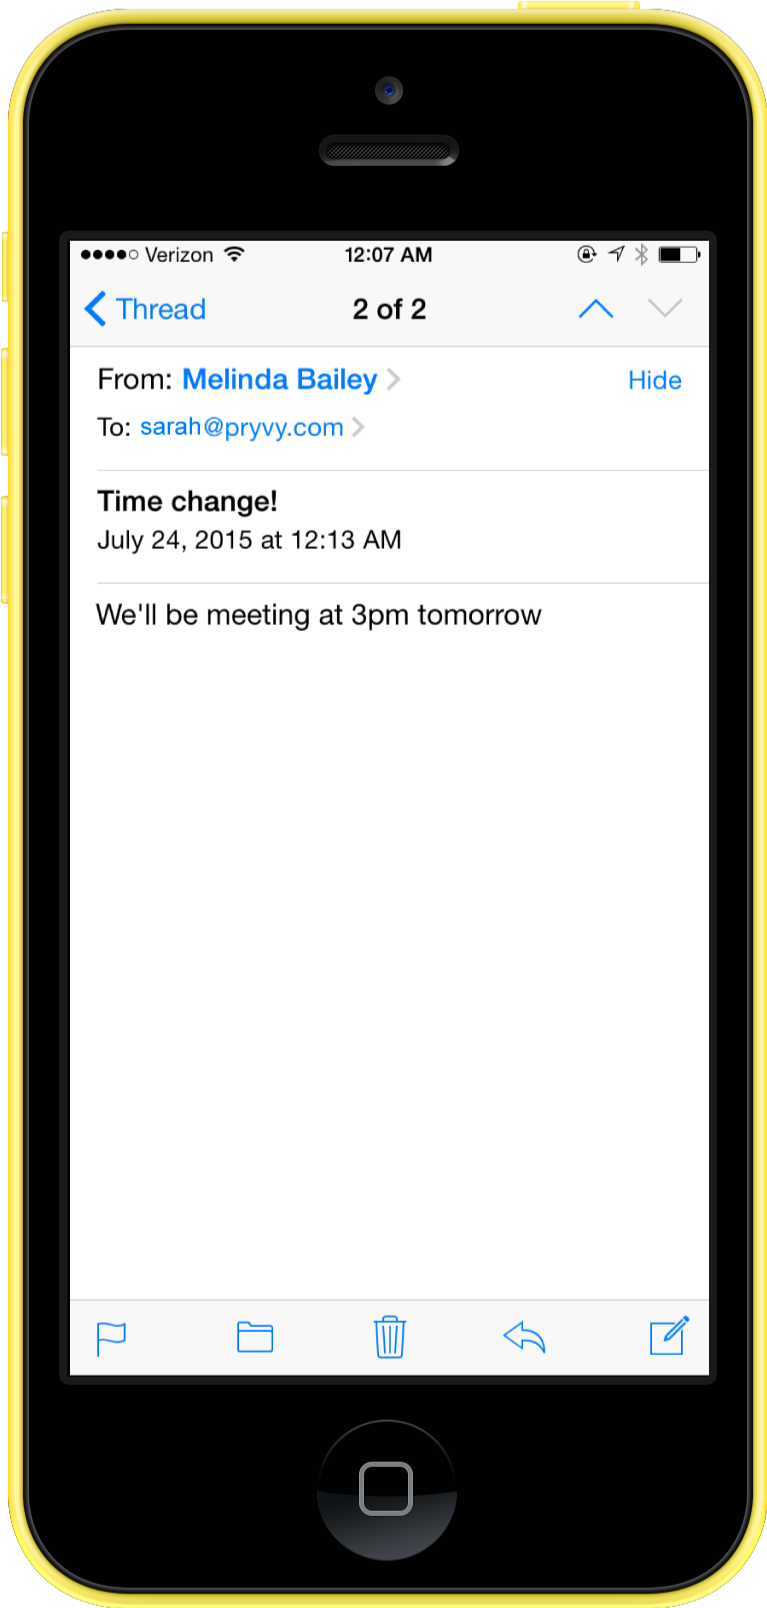 Verizon 12:07 AM
Thread 2 of 2
From: Melinda Bailey Hide
To: sarah@pryvy.com
Time change!
July 24, 2015 at 12:13 AM
We'll be meeting at 3pm tomorrow